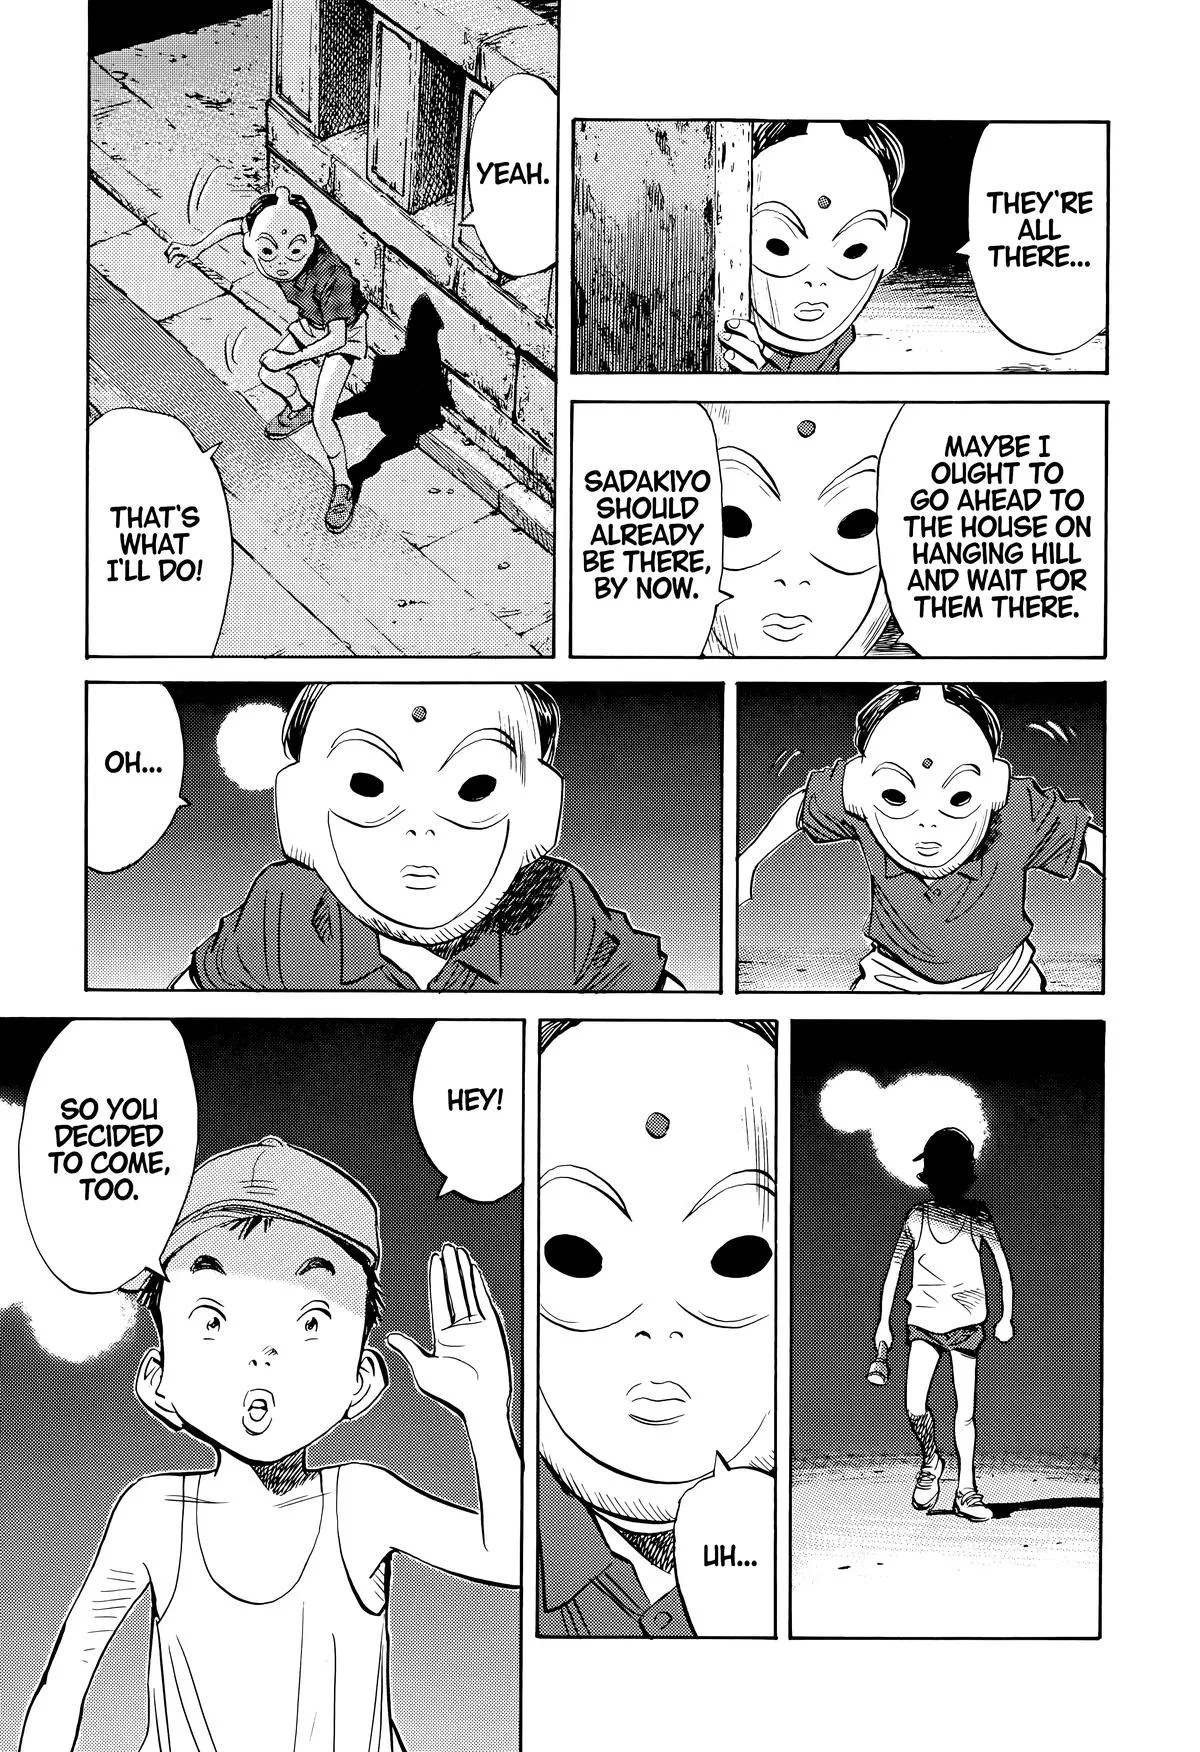 THEY'RE
ALL
THERE...
MAYBE I
OUGHT TO
GO AHEAD TO
THE HOUSE ON
HANGING HILL
AND WAIT FOR
THEM THERE.
SADAKIYO
SHOULD
ALREADY
BE THERE,
BY NOW.
YEAH.
THAT'S
WHAT
I'LL DO!
OH...
UH...
HEY!
SO YOU
DECIDED
TO COME,
TOO.